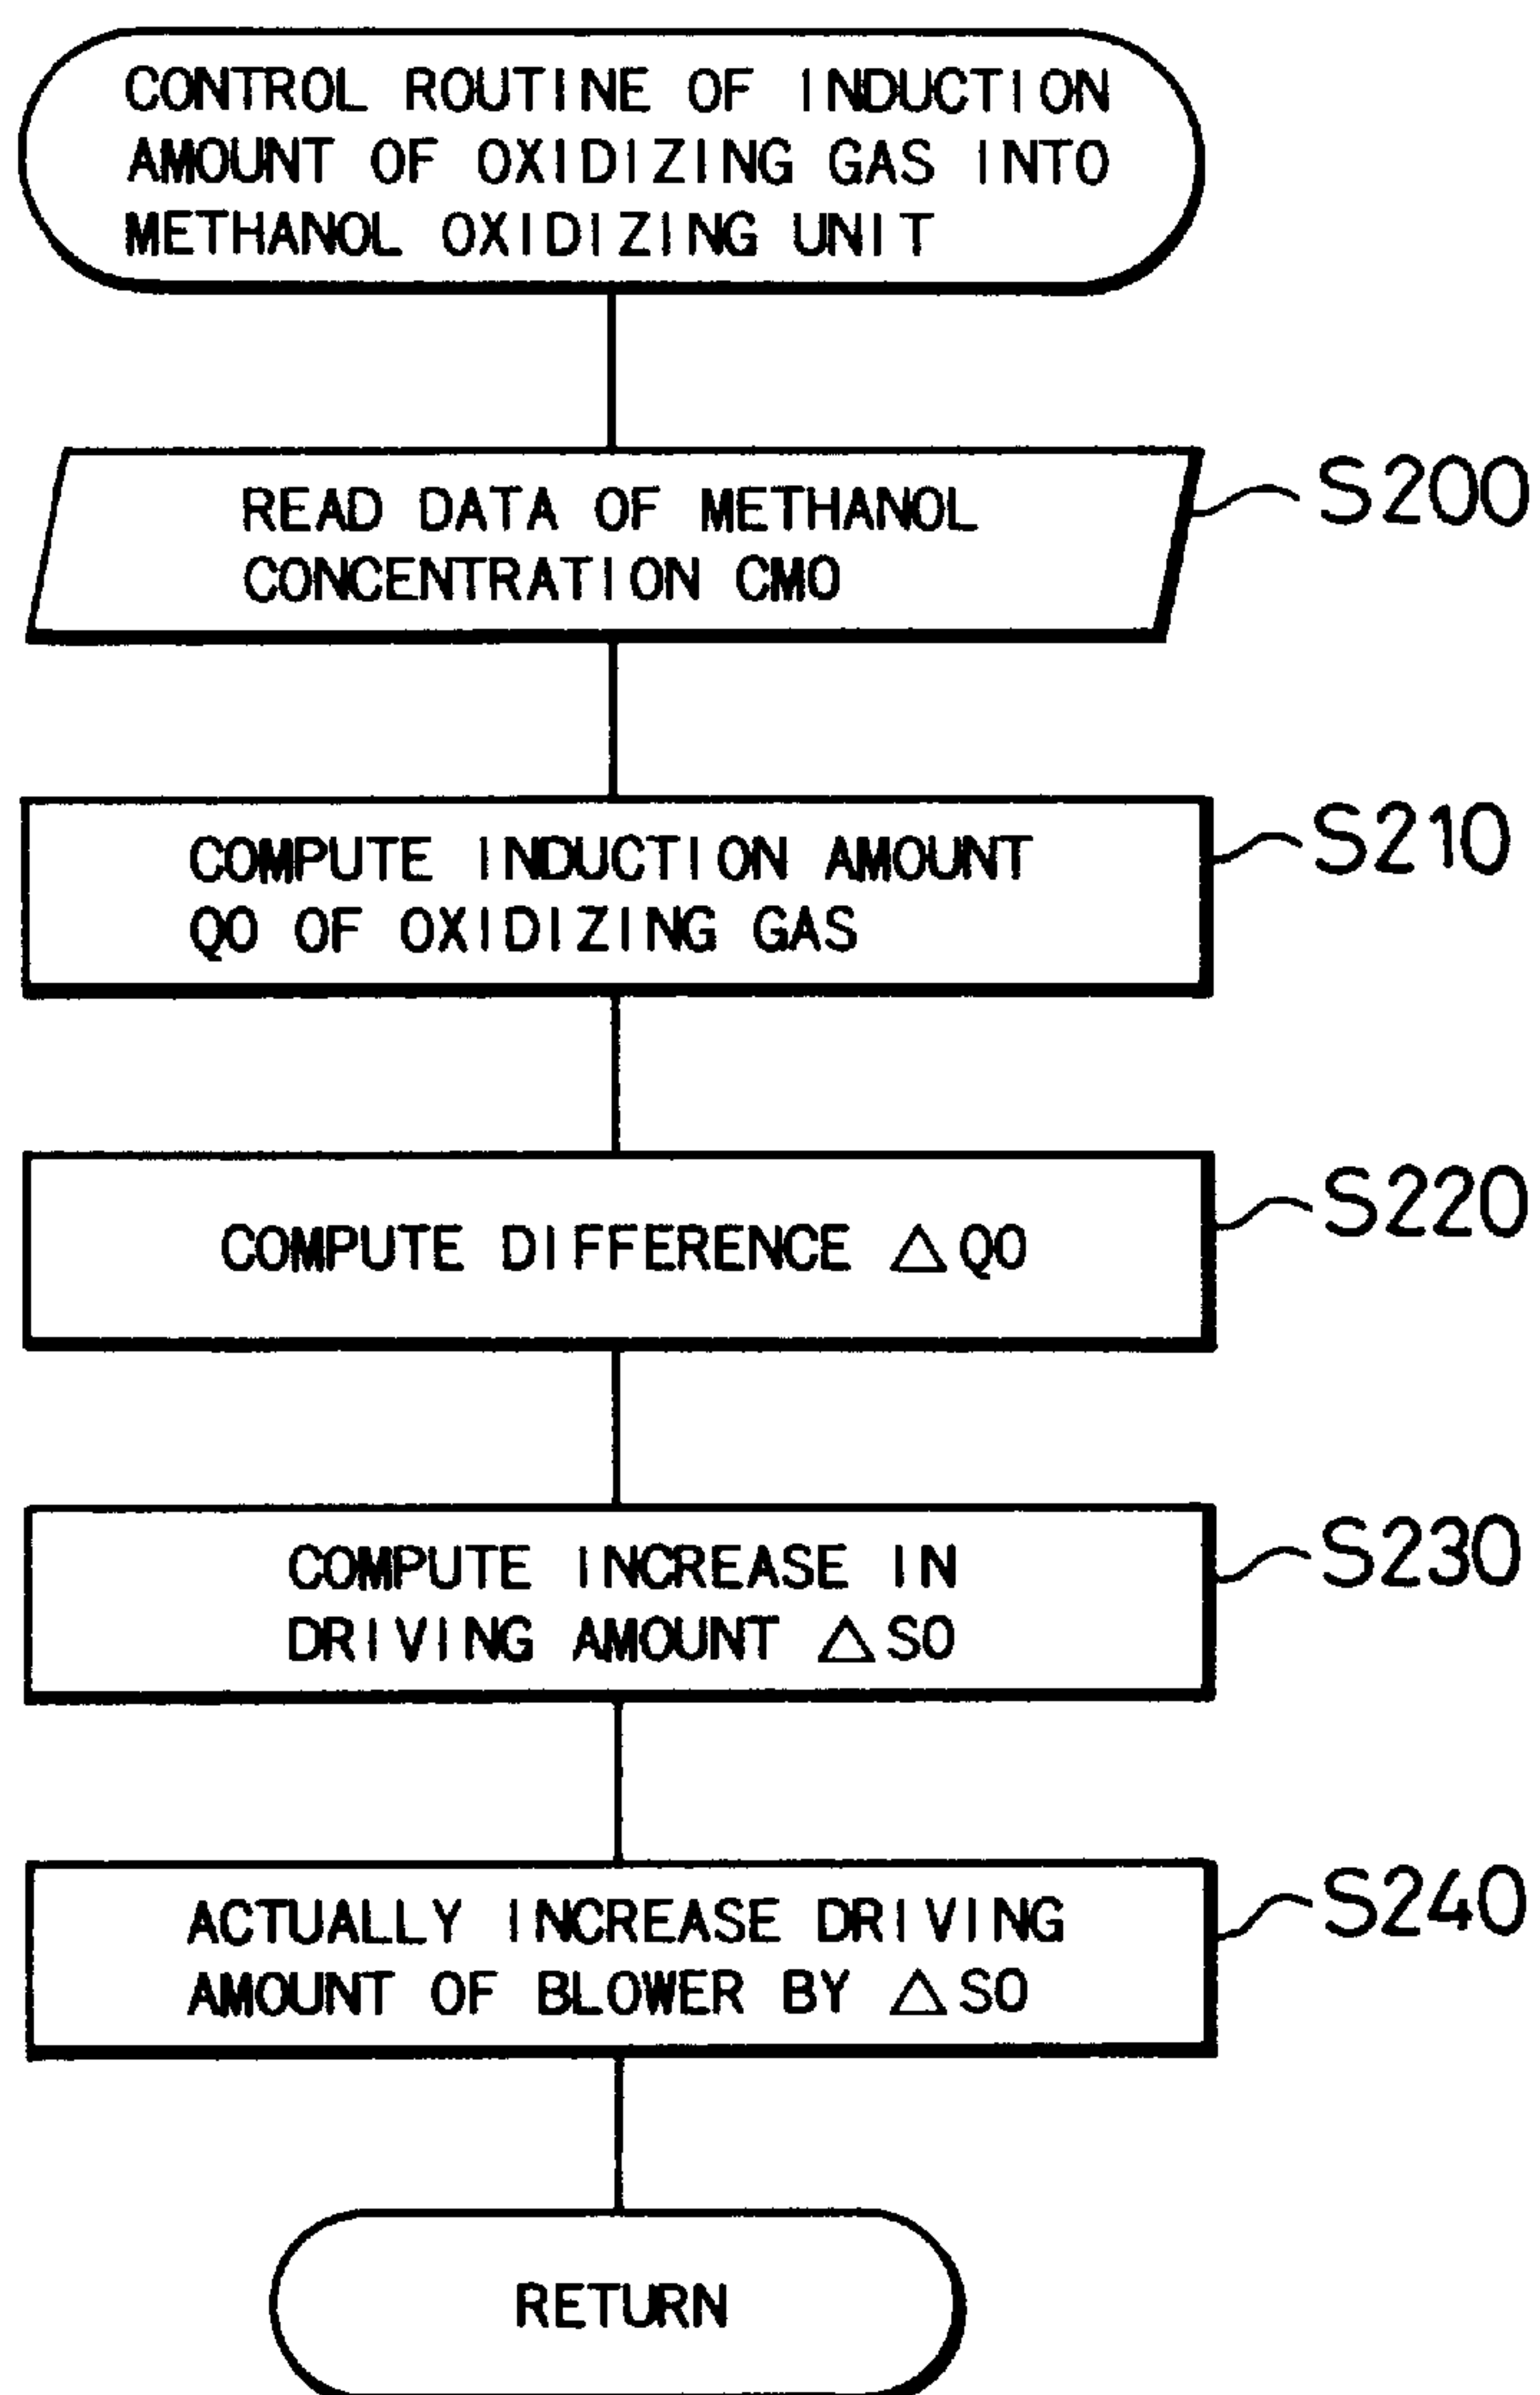 CONTROL ROUTINE OF INDUCTION
AMOUNT OF OXIDIZING GAS INTO
METHANOL OXIDIZING UNIT
READ DATA OF METHANOL
CONCENTRATION CMO
S200
COMPUTE INDUCTION AMOUNT
QO OF OXIDIZING GAS
S210
COMPUTE DIFFERENCE △QO
S220
COMPUTE INCREASE IN
DRIVING AMOUNT △SO
S230
ACTUALLY INCREASE DRIVING
AMOUNT OF BLOWER BY △SO
S240
RETURN